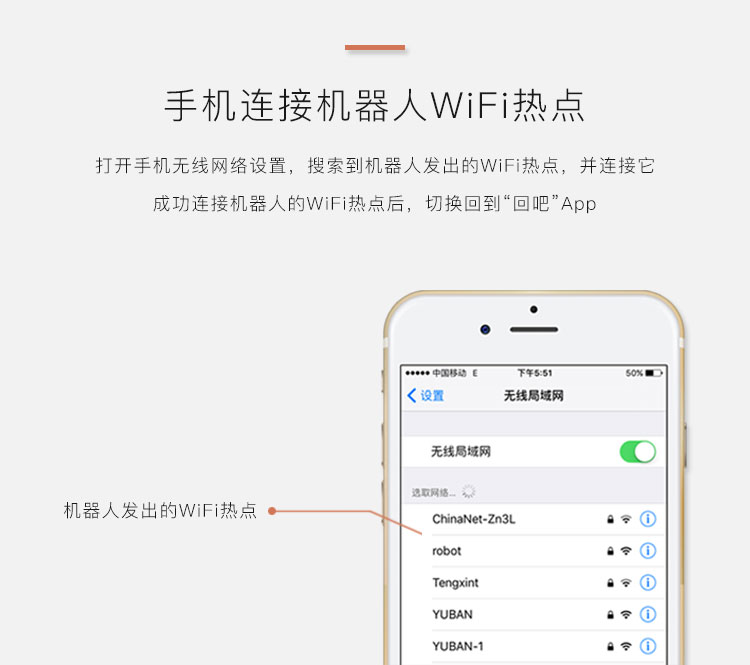 手机连接机器人WiFi热点
打开手机无线网络设置，搜索到机器人发出的WiFi热点，并连接它
成功连接机器人的WiFi热点后，切换回到“回吧”App
中国移动 E 下午5:51 50%
设置 无线局域网
无线局域网
选取网络...
机器人发出的WiFi热点
ChinaNet-Zn3L
robot
Tengxint
YUBAN
YUBAN-1